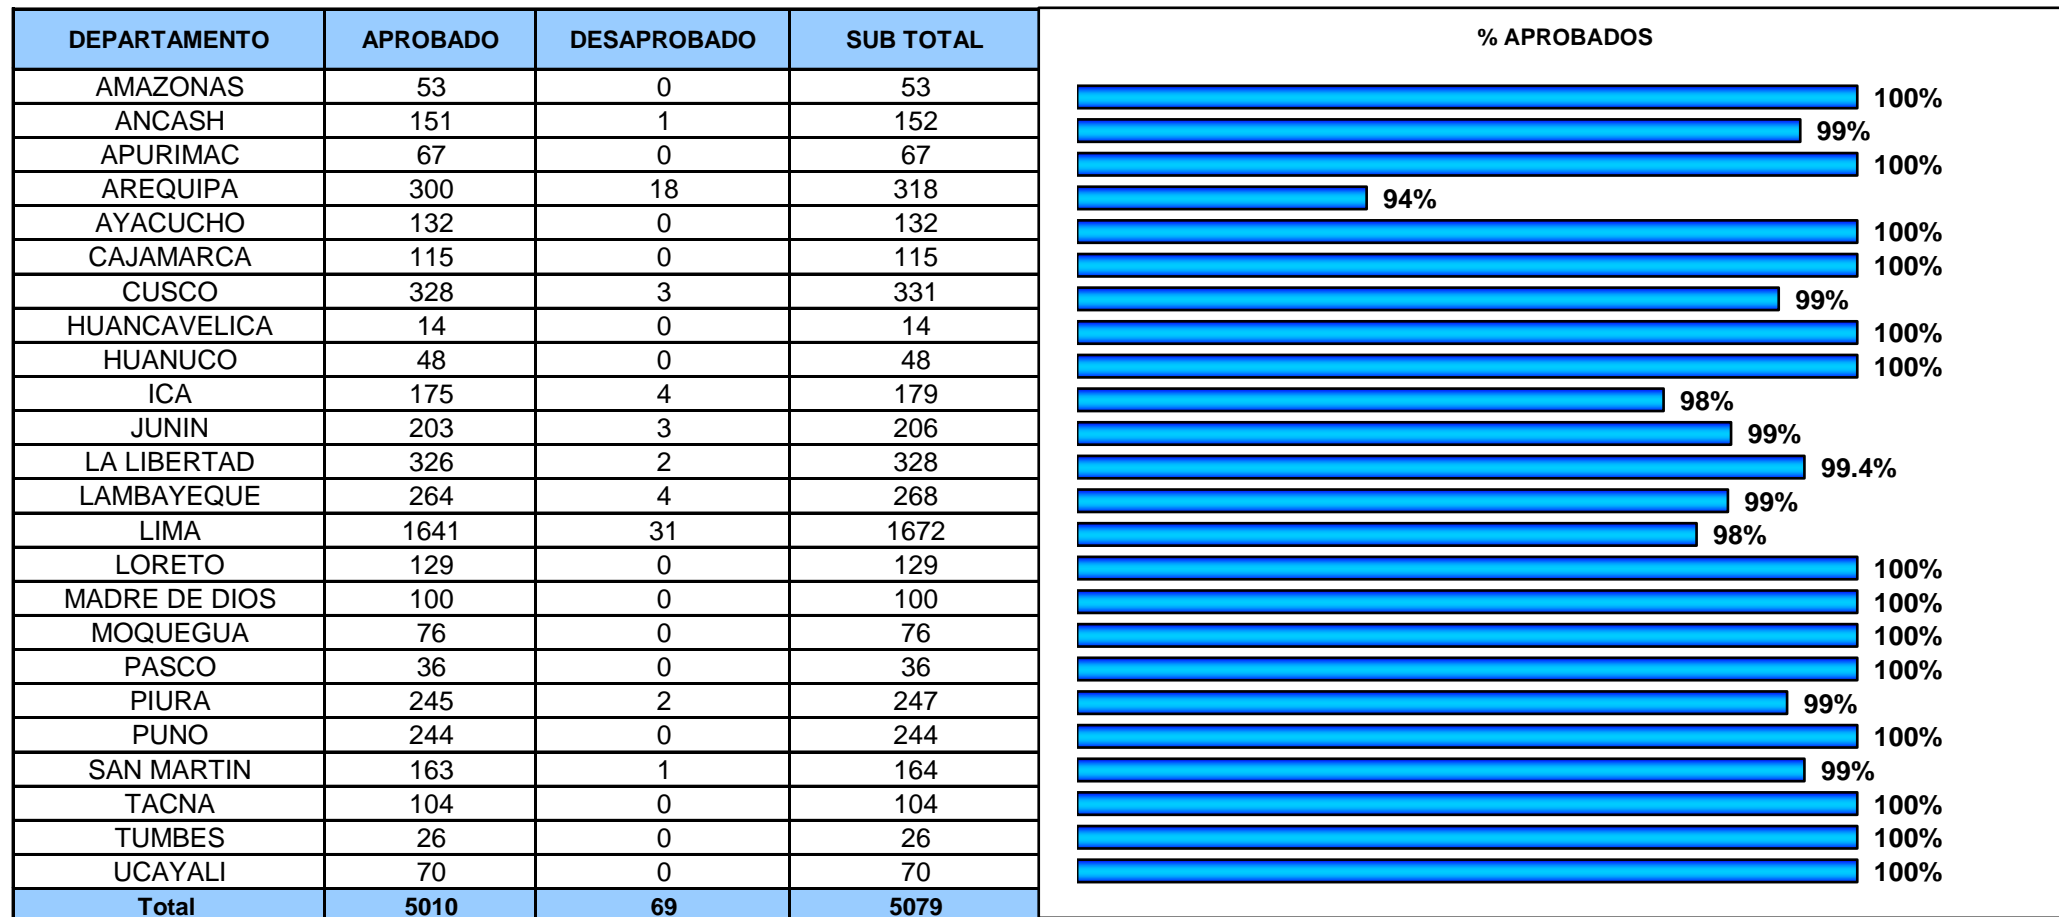 DEPARTAMENTO APROBADO DESAPROBADO SUB TOTAL % APROBADOS
AMAZONAS 53 0 53 100%
ANCASH 151 1 152 99%
APURIMAC 67 0 67 100%
AREQUIPA 300 18 318 94%
AYACUCHO 132 0 132 100%
CAJAMARCA 115 0 115 100%
CUSCO 328 3 331 99%
HUANCAVELICA 14 0 14 100%
HUANUCO 48 0 48 100%
ICA 175 4 179 98%
JUNIN 203 3 206 99%
LA LIBERTAD 326 2 328 99.4%
LAMBAYEQUE 264 4 268 99%
LIMA 1641 31 1672 98%
LORETO 129 0 129 100%
MADRE DE DIOS 100 0 100 100%
MOQUEGUA 76 0 76 100%
PASCO 36 0 36 100%
PIURA 245 2 247 99%
PUNO 244 0 244 100%
SAN MARTIN 163 1 164 99%
TACNA 104 0 104 100%
TUMBES 26 0 26 100%
UCAYALI 70 0 70 100%
Total 5010 69 5079